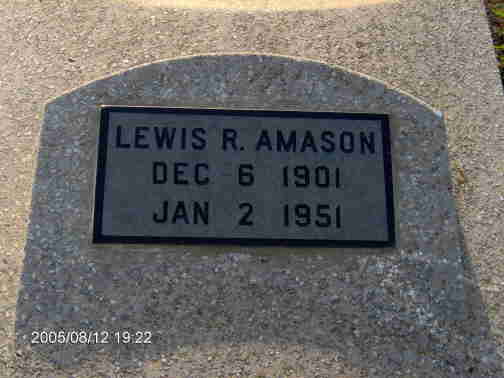 LEWIS R. AMASON
DEC 6 1901
JAN 2 1951
2005/08/12 19:22